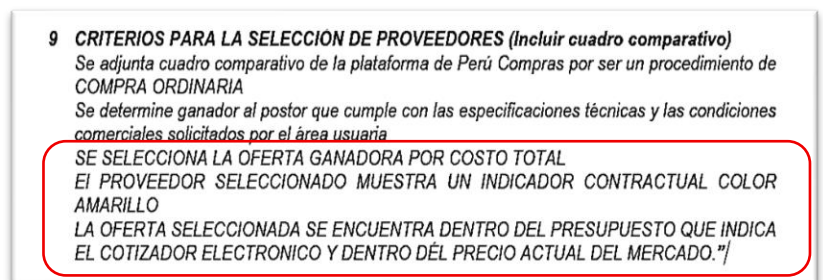 9 CRITERIOS PARA LA SELECCIÓN DE PROVEEDORES (Incluir cuadro comparativo)
Se adjunta cuadro comparativo de la plataforma de Perú Compras por ser un procedimiento de
COMPRA ORDINARIA
Se determine ganador al postor que cumple con las especificaciones técnicas y las condiciones
comerciales solicitados por el área usuaria
SE SELECCIONA LA OFERTA GANADORA POR COSTO TOTAL
El PROVEEDOR SELECCIONADO MUESTRA UN INDICADOR CONTRACTUAL COLOR
AMARILLO
LA OFERTA SELECCIONADA SE ENCUENTRA DENTRO DEL PRESUPUESTO QUE INDICA
EL COTIZADOR ELECTRONICO Y DENTRO DÉL PRECIO ACTUAL DEL MERCADO."/